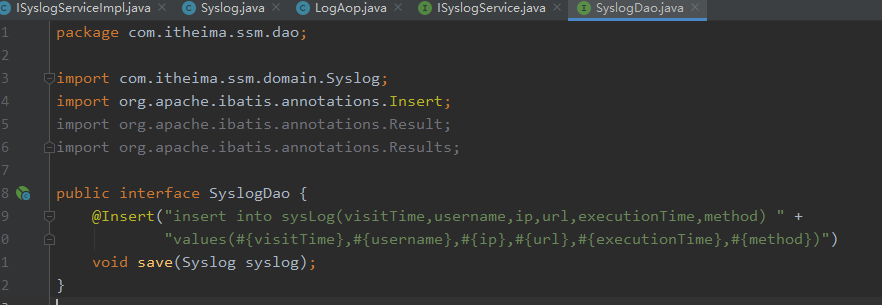 ISyslogServiceImpl.java × Syslog.java × LogAop.java × ISyslogService.java × SyslogDao.java ×
1 package com.itheima.ssm.dao;
2
3 import com.itheima.ssm.domain.Syslog;
4 import org.apache.ibatis.annotations.Insert;
5 import org.apache.ibatis.annotations.Result;
6 import org.apache.ibatis.annotations.Results;
7
8 public interface SyslogDao {
9 @Insert("insert into sysLog(visitTime,username,ip,url,executionTime,method) " +
0 "values(#{visitTime},#{username},#{ip},#{url},#{executionTime},#{method})")
1 void save(Syslog syslog);
2 }